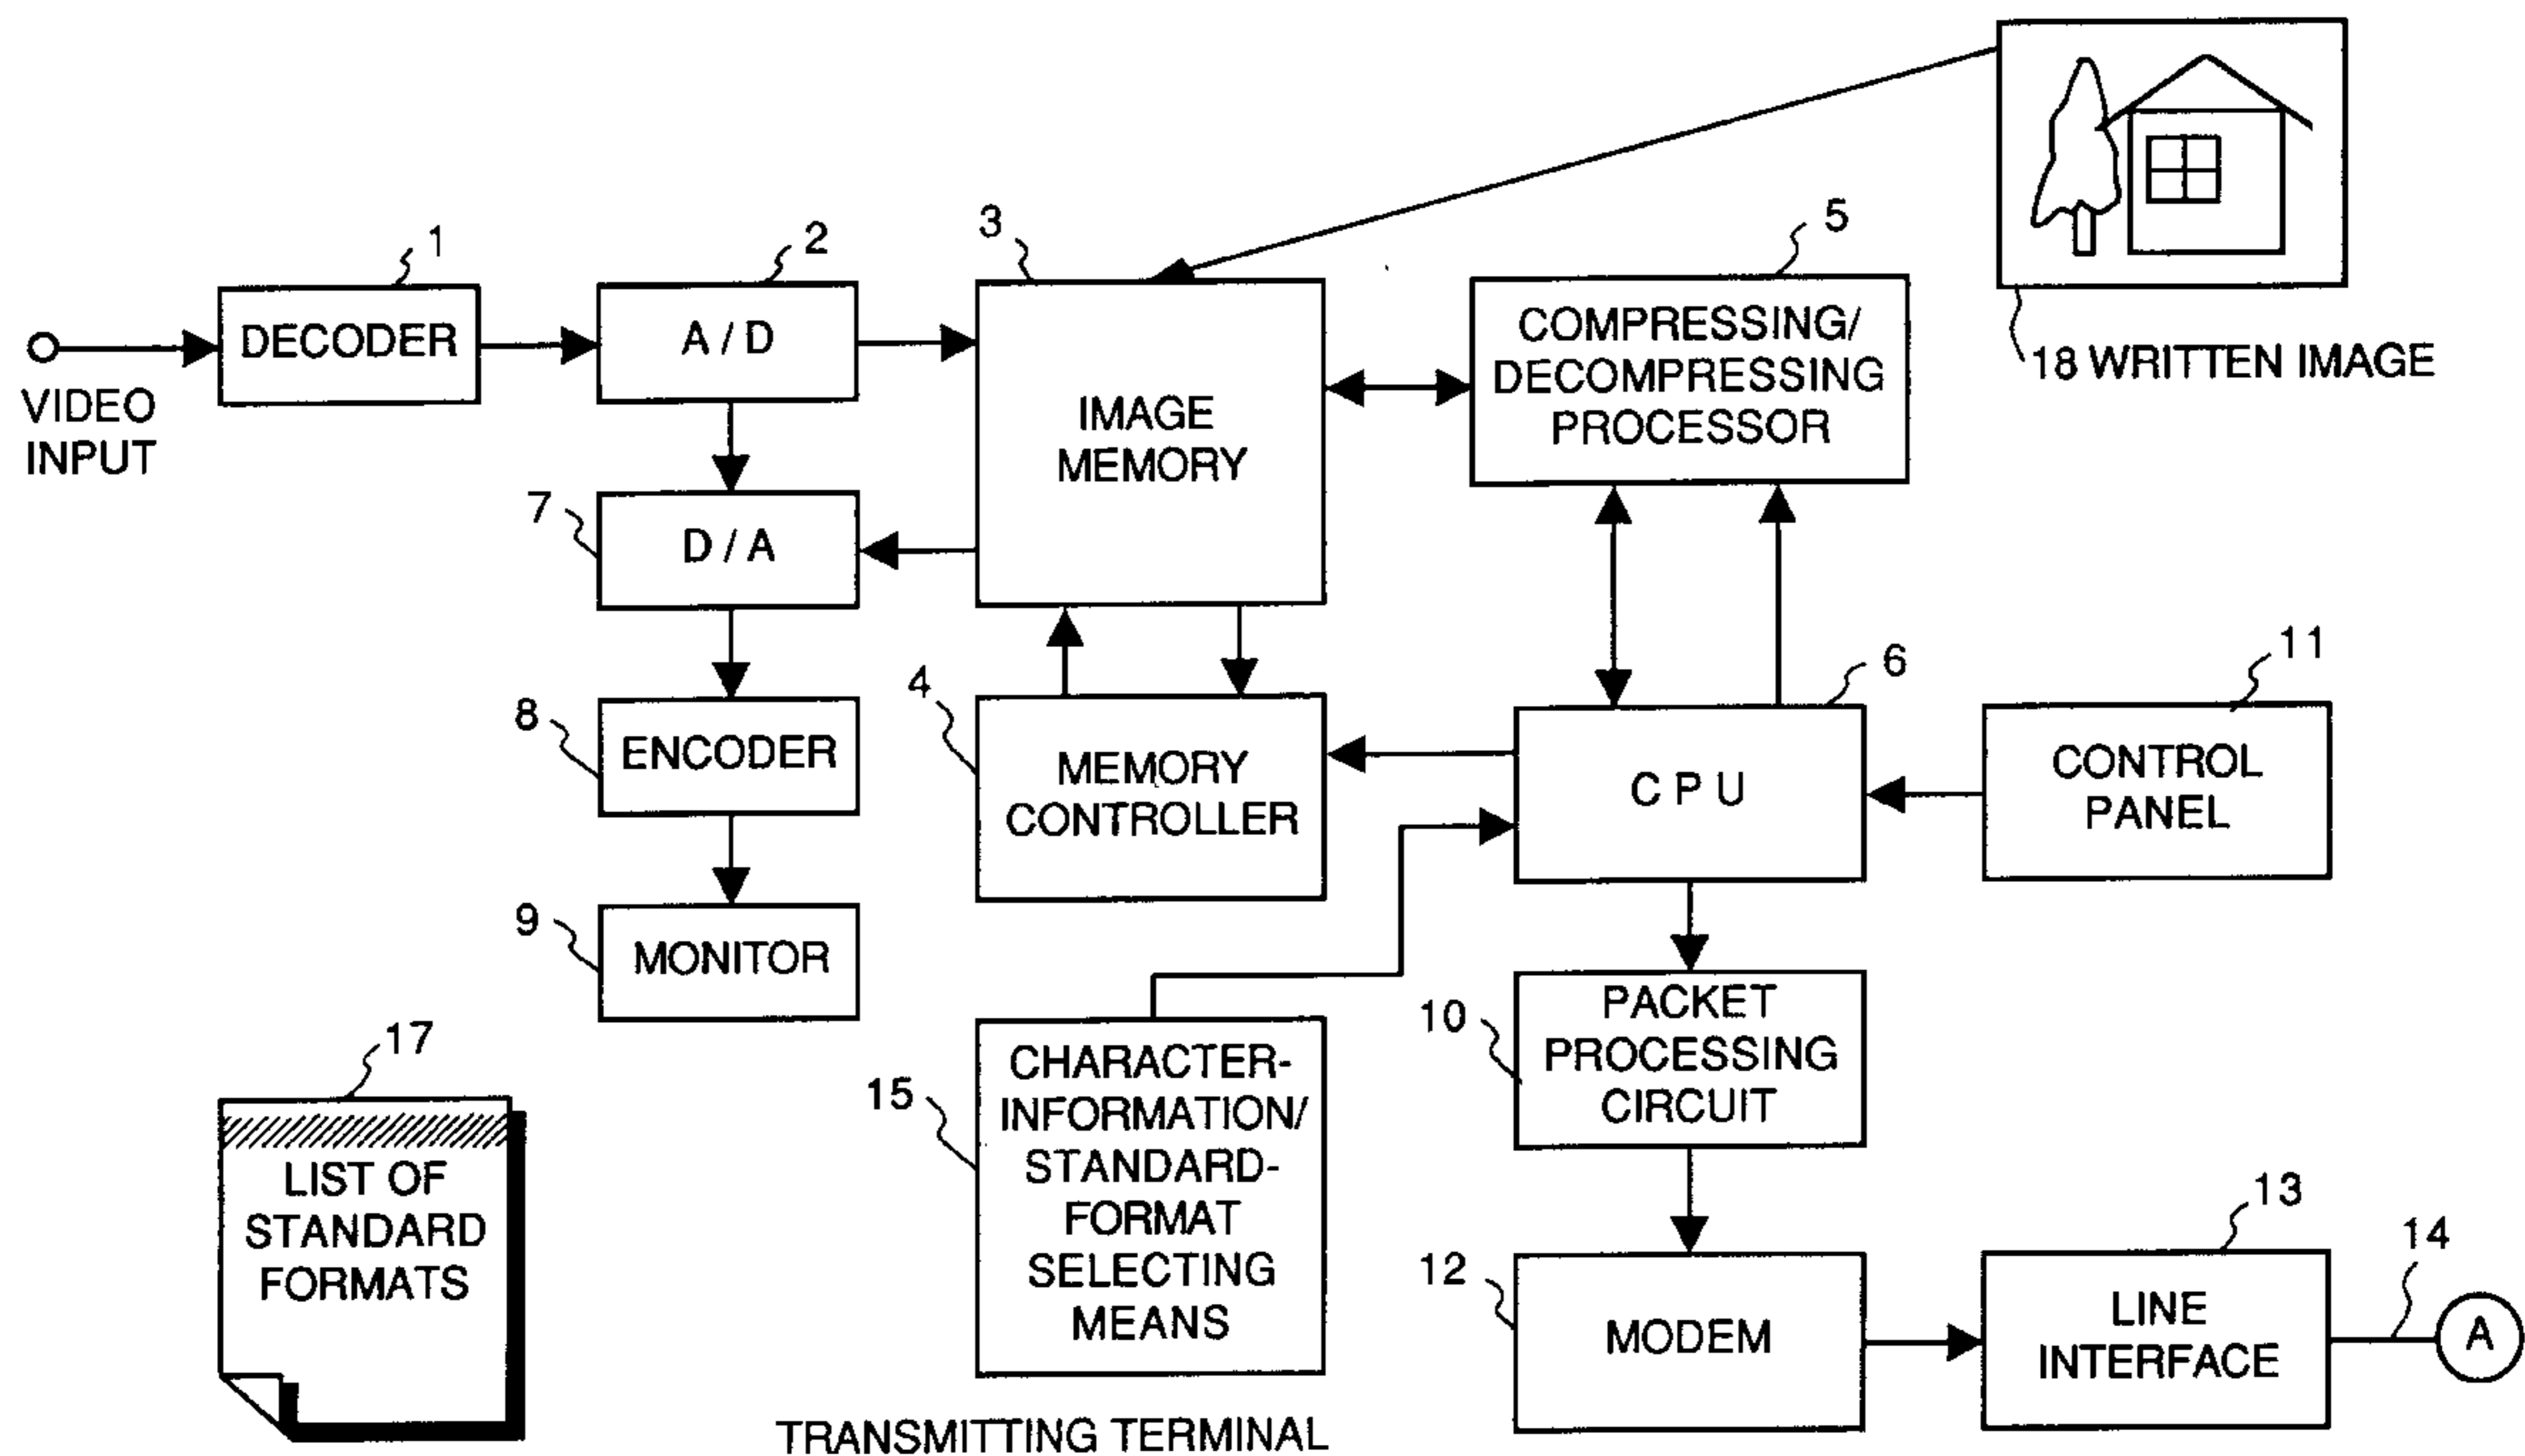 1
2
3
5
DECODER
A / D
IMAGE
MEMORY
COMPRESSING/
DECOMPRESSING
PROCESSOR
18 WRITTEN IMAGE
VIDEO
INPUT
7
D / A
4
6
11
8
ENCODER
MEMORY
CONTROLLER
C P U
CONTROL
PANEL
9
MONITOR
10
PACKET
PROCESSING
CIRCUIT
17
LIST OF
STANDARD
FORMATS
15
CHARACTER-
INFORMATION/
STANDARD-
FORMAT
SELECTING
MEANS
12
MODEM
13
LINE
INTERFACE
14
A
TRANSMITTING TERMINAL